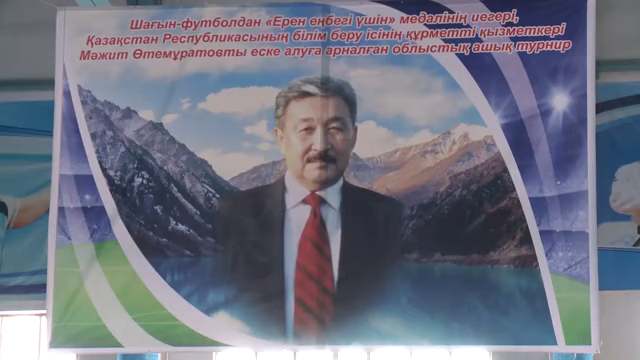 Шағын-футболдан «Ерен еңбегі үшін» медалінің иегері,
Қазақстан Республикасының білім беру ісінің құрметті қызметкері
Мәжит Өтемұратовты еске алуға арналған облыстық ашық турнир